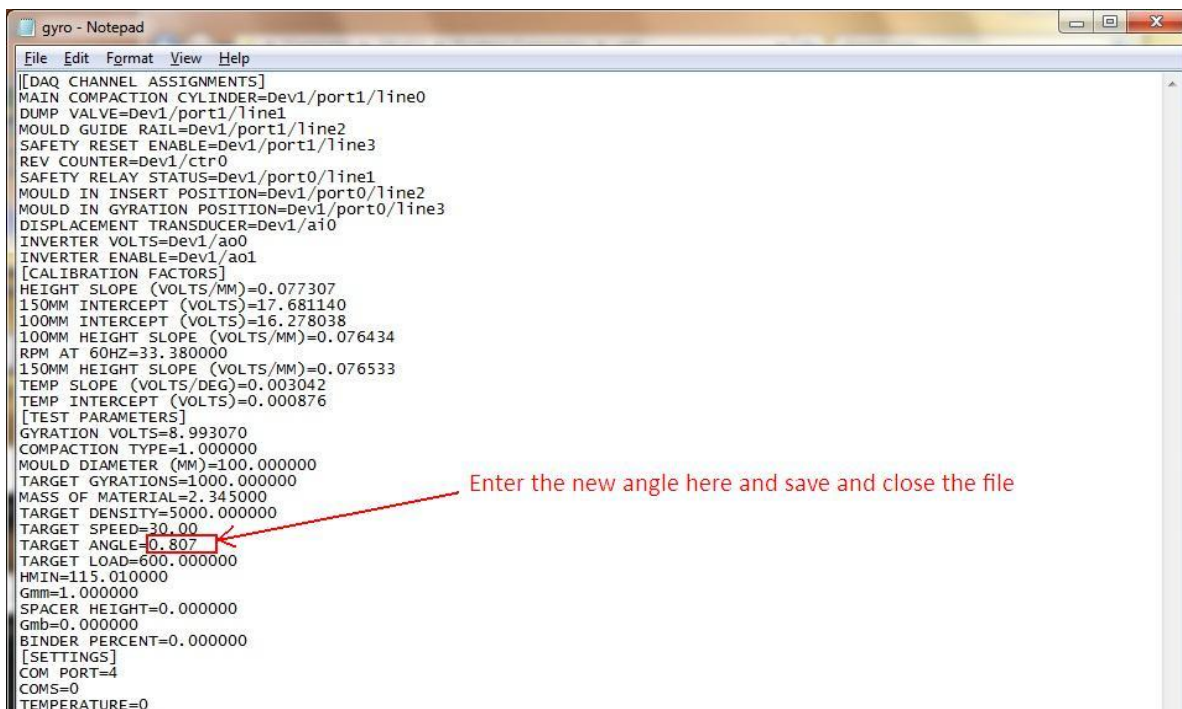 gyro - Notepad
File Edit Format View Help
[DAQ CHANNEL ASSIGNMENTS]
MAIN COMPACTION CYLINDER=Dev1/port1/line0
DUMP VALVE=Dev1/port1/line1
MOULD GUIDE RAIL=Dev1/port1/line2
SAFETY RESET ENABLE=Dev1/port1/line3
REV COUNTER=Dev1/ctr0
SAFETY RELAY STATUS=Dev1/port0/line1
MOULD IN INSERT POSITION=Dev1/port0/line2
MOULD IN GYRATION POSITION=Dev1/port0/line3
DISPLACEMENT TRANSDUCER=Dev1/ai0
INVERTER VOLTS=Dev1/ao0
INVERTER ENABLE=Dev1/ao1
[CALIBRATION FACTORS]
HEIGHT SLOPE (VOLTS/MM)=0.077307
150MM INTERCEPT (VOLTS)=17.681140
100MM INTERCEPT (VOLTS)=16.278038
100MM HEIGHT SLOPE (VOLTS/MM)=0.076434
RPM AT 60HZ=33.380000
150MM HEIGHT SLOPE (VOLTS/MM)=0.076533
TEMP SLOPE (VOLTS/DEG)=0.003042
TEMP INTERCEPT (VOLTS)=0.000876
[TEST PARAMETERS]
GYRATION VOLTS=8.993070
COMPACTION TYPE=1.000000
MOULD DIAMETER (MM)=100.000000
TARGET GYRATIONS=1000.000000
Enter the new angle here and save and close the file
MASS OF MATERIAL=2.345000
TARGET DENSITY=5000.000000
TARGET SPEED=30.00
TARGET ANGLE=0.807
TARGET LOAD=600.000000
HMIN=115.010000
Gmm=1.000000
SPACER HEIGHT=0.000000
Gmb=0.000000
BINDER PERCENT=0.000000
[SETTINGS]
COM PORT=4
COMS=0
TEMPERATURE=0